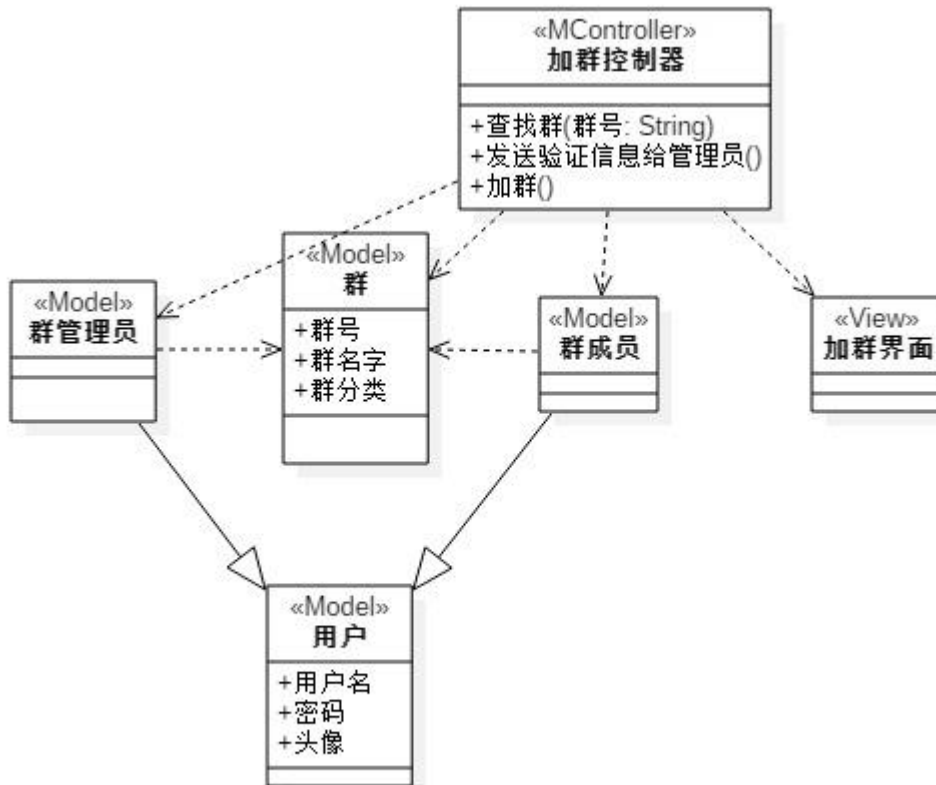 «MController»
加群控制器
+查找群(群号: String)
+发送验证信息给管理员()
+加群()
«Model»
群
+群号
+群名字
+群分类
«Model»
群管理员
«Model»
群成员
«View»
加群界面
«Model»
用户
+用户名
+密码
+头像